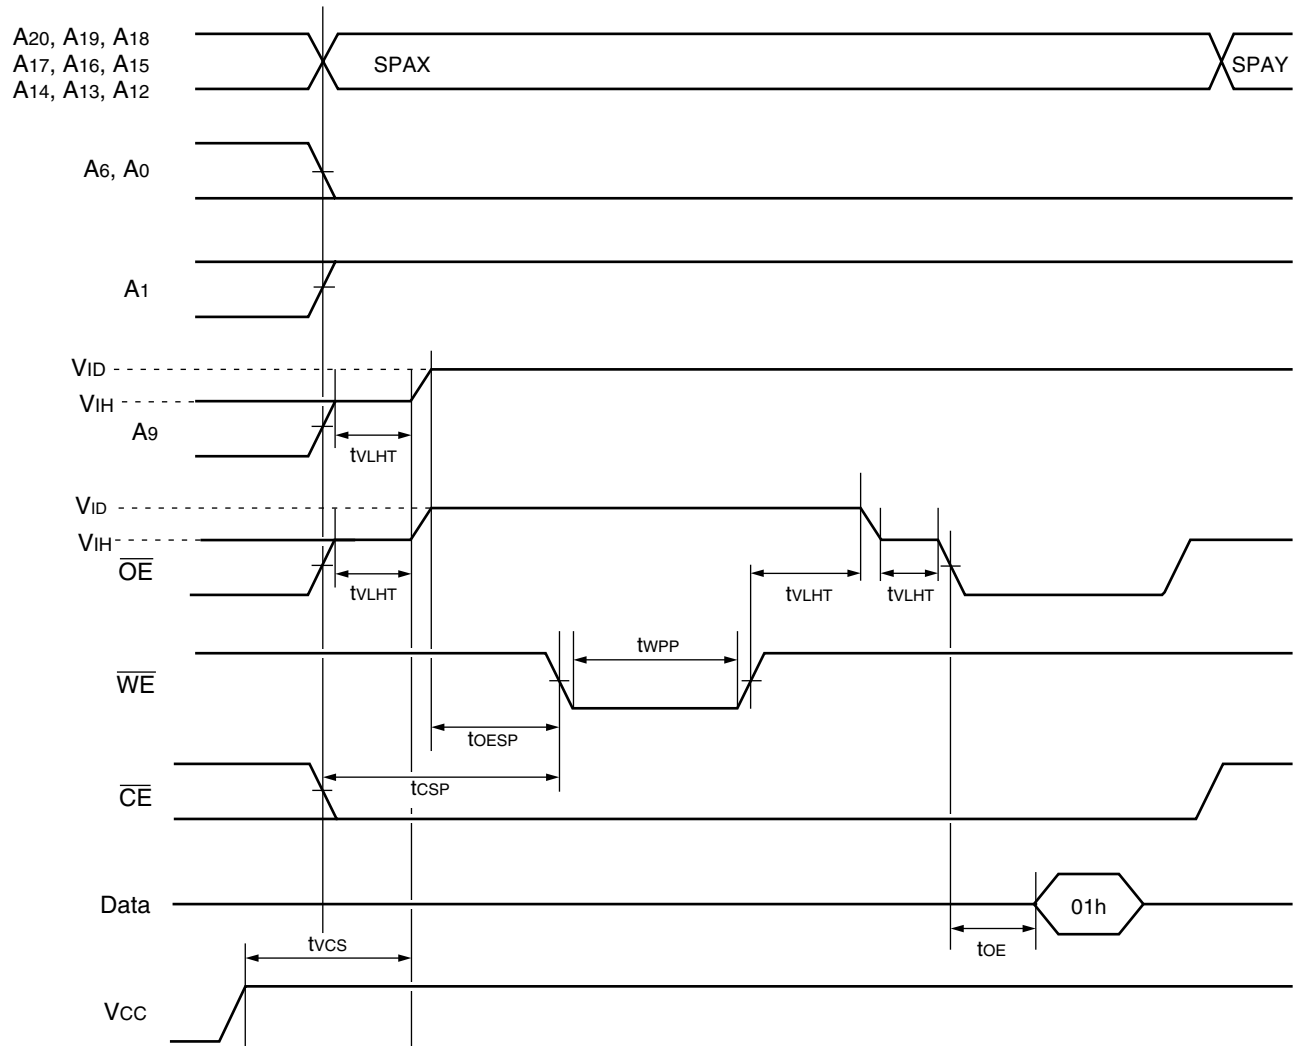 A20, A19, A18
A17, A16, A15
A14, A13, A12
SPAX
SPAY
A6, A0
A1
VID
VIH
A9
tVLHT
VID
VIH
OE
tVLHT
tVLHT
tVLHT
tWPP
WE
tOESP
tCSP
CE
Data
01h
tOE
tVCS
VCC